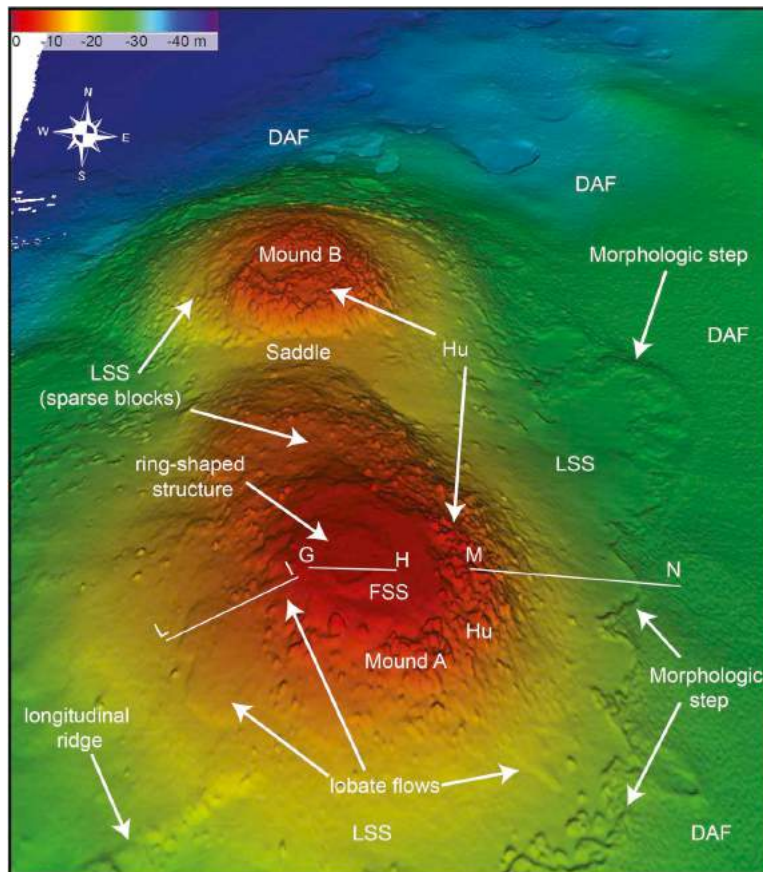 0 -10 -20 -30 -40 m
N
W E
S
DAF
DAF
Mound B
Morphologic step
DAF
Hu
Saddle
LSS
(sparse blocks)
ring-shaped
structure
LSS
G H M
N
I
FSS
L
Hu
Mound A
Morphologic
step
longitudinal
ridge
lobate flows
LSS
DAF